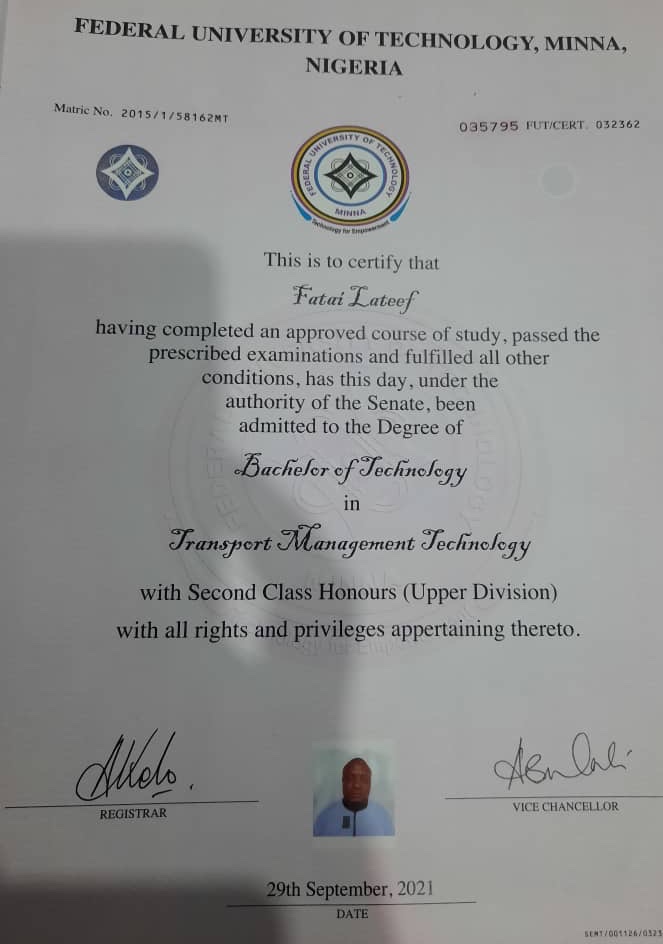 FEDERAL UNIVERSITY OF TECHNOLOGY, MINNA,
NIGERIA
Matric No. 2015/1/58162MT
035795 FUT/CERT. 032362
FEDERAL UNIVERSITY OF TECHNOLOGY
MINNA
Technology for Empowerment
This is to certify that
Fatai Lateef
having completed an approved course of study, passed the
prescribed examinations and fulfilled all other
conditions, has this day, under the
authority of the Senate, been
admitted to the Degree of
Bachelor of Technology
in
Transport Management Technology
with Second Class Honours (Upper Division)
with all rights and privileges appertaining thereto.
REGISTRAR
VICE CHANCELLOR
29th September, 2021
DATE
SEMT/001126/0323